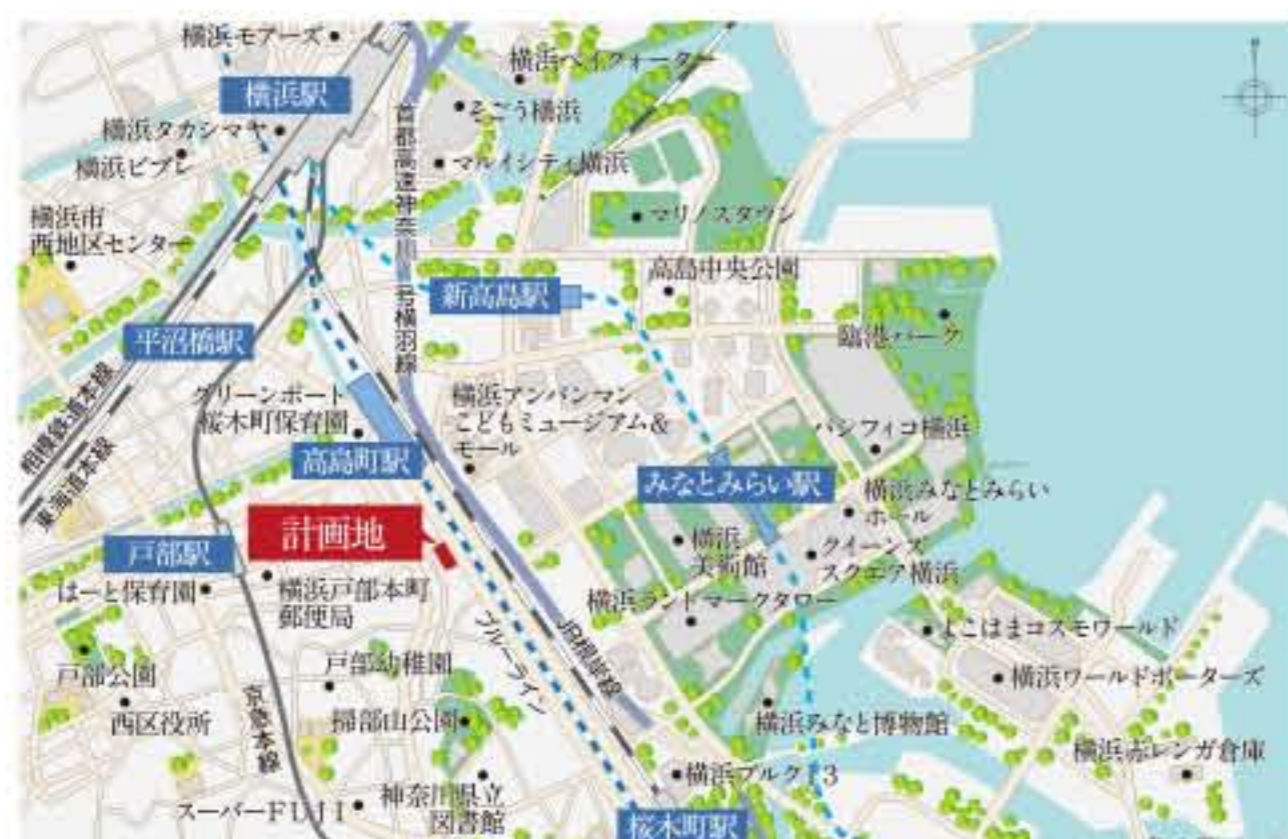 横浜モアーズ
横浜ベイクォーター
横浜駅
そごう横浜
横浜タカシマヤ
横浜ビブレ
マルイシティ横浜
首都高速神奈川1号横羽線
横浜市
西地区センター
マリノスタウン
高島中央公園
新高島駅
臨港パーク
平沼橋駅
相模鉄道本線
東海道本線
グリーンポート
桜木町保育園
横浜アンパンマン
こどもミュージアム&
モール
パシフィコ横浜
高島町駅
みなとみらい駅
横浜みなとみらい
ホール
計画地
戸部駅
横浜
美術館
クイーンズ
スクエア横浜
はーと保育園
横浜戸部本町
郵便局
横浜ランドマークタワー
よこはまコスモワールド
ブルーライン
JR根岸線
戸部公園
戸部幼稚園
横浜ワールドポーターズ
西区役所
掃部山公園
横浜みなと博物館
京急本線
横浜赤レンガ倉庫
横浜ブルク13
スーパーFUJI
神奈川県立
図書館
桜木町駅